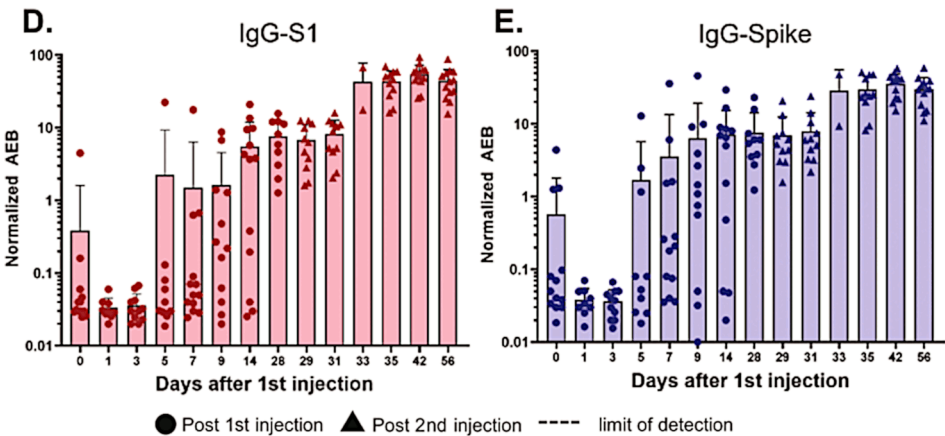 D.
IgG-S1
Normalized AEB
100
10
1
0.1
0.01
0 1 3 5 7 9 14 28 29 31 33 35 42 56
Days after 1st injection
E.
IgG-Spike
Normalized AEB
100
10
1
0.1
0.01
0 1 3 5 7 9 14 28 29 31 33 35 42 56
Days after 1st injection
Post 1st injection Post 2nd injection limit of detection